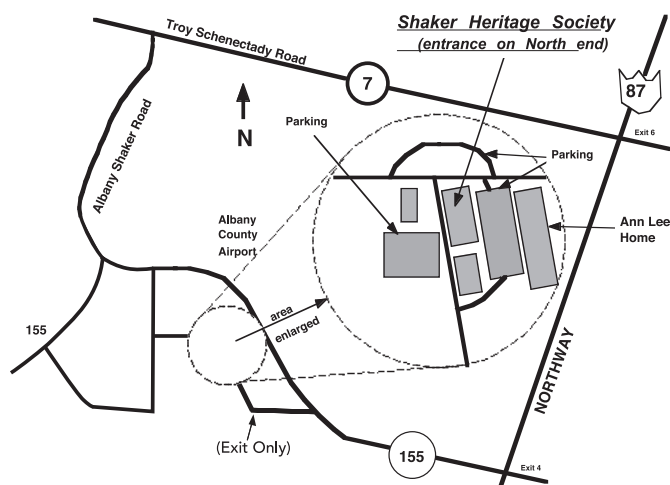 Shaker Heritage Society
(entrance on North end)
Troy Schenectady Road
7
87
Exit 6
N
Parking
Parking
Albany Shaker Road
Albany
County
Airport
Ann Lee
Home
area
enlarged
155
NORTHWAY
(Exit Only)
155
Exit 4